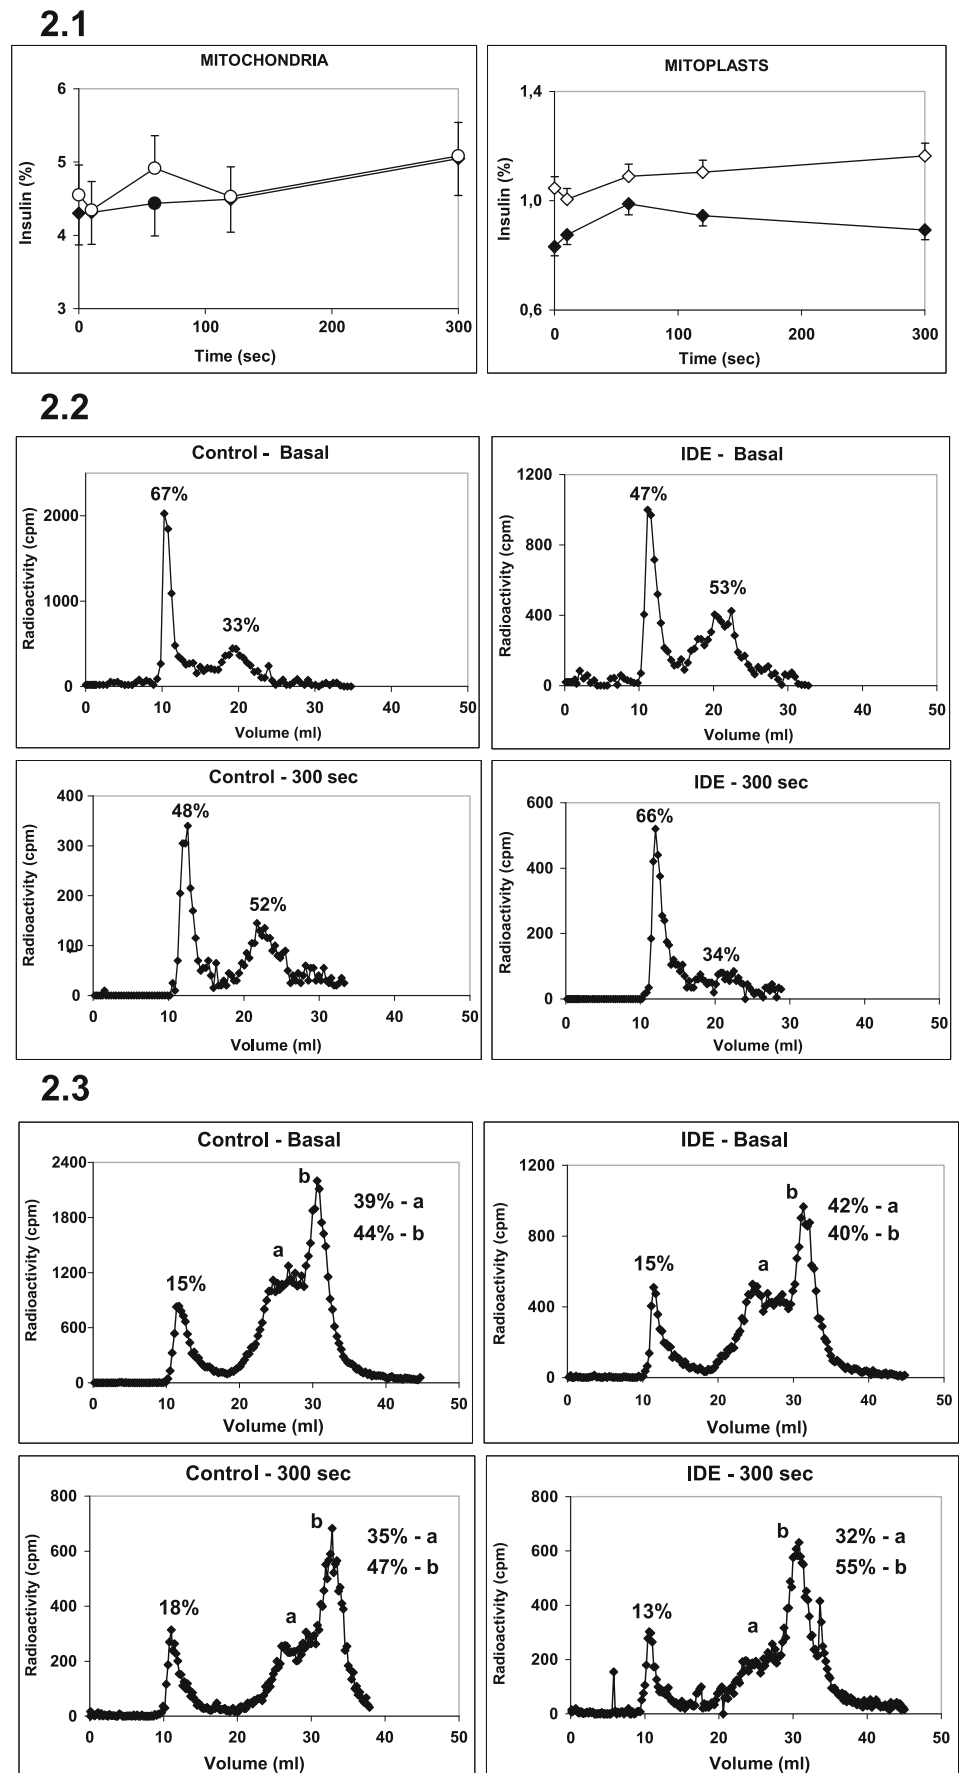 2.1
MITOCHONDRIA
6
5
4
3
Insulin (%)
0
100
200
300
Time (sec)
MITOPLASTS
1,4
1,0
0,6
Insulin (%)
0
100
200
300
Time (sec)
2.2
Control - Basal
67%
33%
2000
1000
0
Radioactivity (cpm)
0 10 20 30 40 50
Volume (ml)
IDE - Basal
47%
53%
1200
800
400
0
Radioactivity (cpm)
0 10 20 30 40 50
Volume (ml)
Control - 300 sec
48%
52%
400
300
200
100
0
Radioactivity (cpm)
0 10 20 30 40 50
Volume (ml)
IDE - 300 sec
66%
34%
600
400
200
0
Radioactivity (cpm)
0 10 20 30 40 50
Volume (ml)
2.3
Control - Basal
b
39% - a
44% - b
a
15%
2400
1800
1200
600
0
Radioactivity (cpm)
0 10 20 30 40 50
Volume (ml)
IDE - Basal
b
42% - a
40% - b
a
15%
1200
800
400
0
Radioactivity (cpm)
0 10 20 30 40 50
Volume (ml)
Control - 300 sec
b
35% - a
47% - b
18%
a
800
600
400
200
0
Radioactivity (cpm)
0 10 20 30 40 50
Volume (ml)
IDE - 300 sec
b
32% - a
55% - b
13%
a
800
600
400
200
0
Radioactivity (cpm)
0 10 20 30 40 50
Volume (ml)